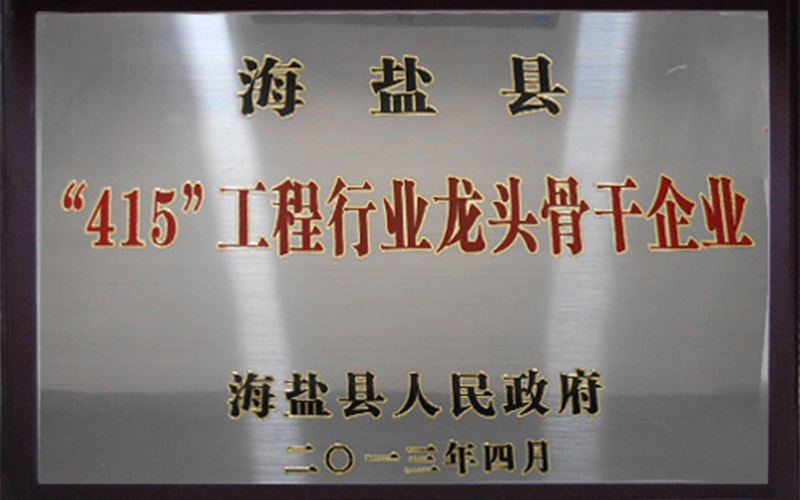 海盐县
“415”工程行业龙头骨干企业
海盐县人民政府
二〇一三年四月